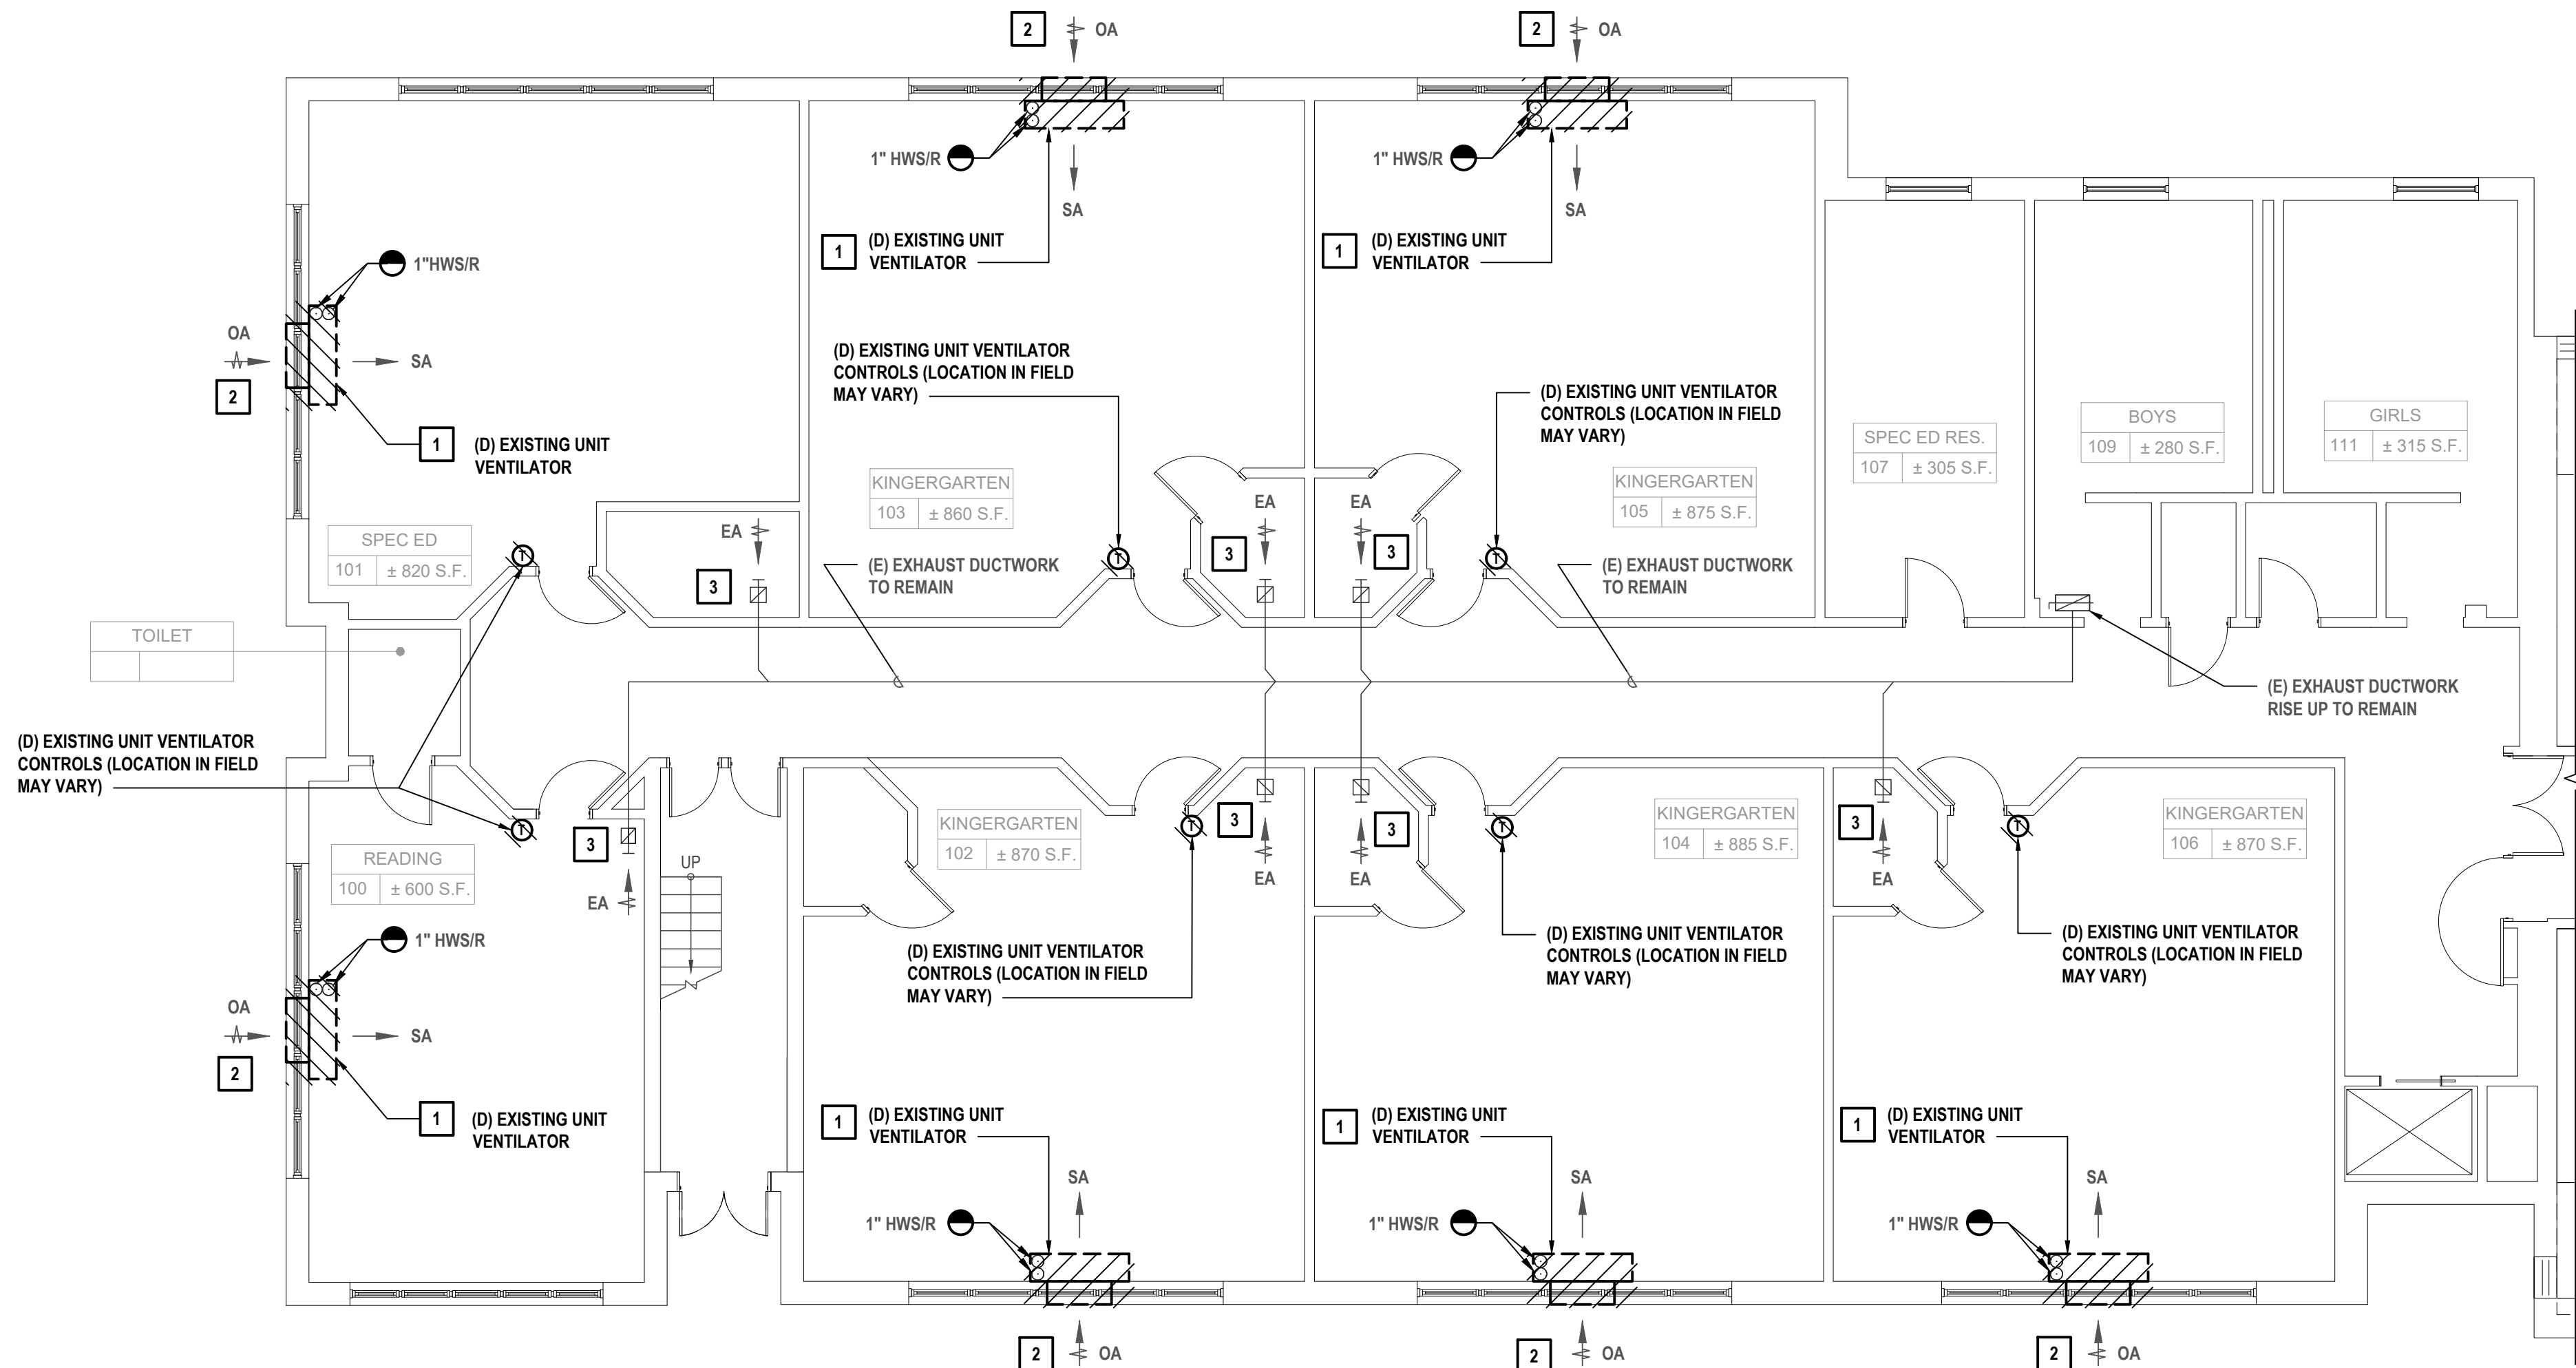 2
OA
2
OA
1" HWS/R
SA
1" HWS/R
SA
1
(D) EXISTING UNIT
VENTILATOR
1
(D) EXISTING UNIT
VENTILATOR
1"HWS/R
OA
SA
2
1
(D) EXISTING UNIT
VENTILATOR
(D) EXISTING UNIT VENTILATOR
CONTROLS (LOCATION IN FIELD
MAY VARY)
(D) EXISTING UNIT VENTILATOR
CONTROLS (LOCATION IN FIELD
MAY VARY)
SPEC ED RES.
107 ± 305 S.F.
BOYS
109 ± 280 S.F.
GIRLS
111 ± 315 S.F.
KINGERGARTEN
103 ± 860 S.F.
KINGERGARTEN
105 ± 875 S.F.
SPEC ED
101 ± 820 S.F.
T
EA
3
T
EA
3
EA
3
T
(E) EXHAUST DUCTWORK
TO REMAIN
(E) EXHAUST DUCTWORK
TO REMAIN
TOILET
(E) EXHAUST DUCTWORK
RISE UP TO REMAIN
(D) EXISTING UNIT VENTILATOR
CONTROLS (LOCATION IN FIELD
MAY VARY)
T
3
EA
READING
100 ± 600 S.F.
UP
KINGERGARTEN
102 ± 870 S.F.
T
3
EA
3
EA
T
KINGERGARTEN
104 ± 885 S.F.
3
EA
T
KINGERGARTEN
106 ± 870 S.F.
1" HWS/R
OA
SA
2
1
(D) EXISTING UNIT
VENTILATOR
(D) EXISTING UNIT VENTILATOR
CONTROLS (LOCATION IN FIELD
MAY VARY)
(D) EXISTING UNIT VENTILATOR
CONTROLS (LOCATION IN FIELD
MAY VARY)
(D) EXISTING UNIT VENTILATOR
CONTROLS (LOCATION IN FIELD
MAY VARY)
1
(D) EXISTING UNIT
VENTILATOR
1
(D) EXISTING UNIT
VENTILATOR
1
(D) EXISTING UNIT
VENTILATOR
SA
SA
SA
1" HWS/R
1" HWS/R
1" HWS/R
2
OA
2
OA
2
OA